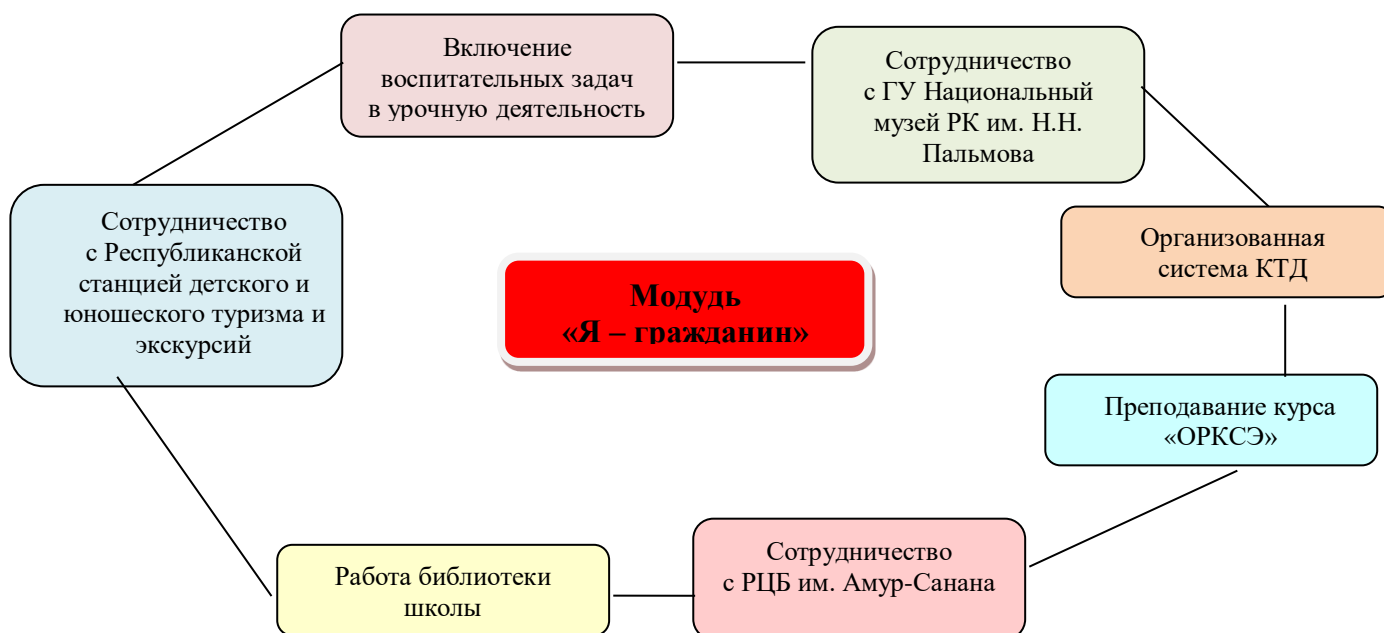 Включение
воспитательных задач
в урочную деятельность
Сотрудничество
с ГУ Национальный
музей РК им. Н.Н.
Пальмова
Сотрудничество
с Республиканской
станцией детского и
юношеского туризма и
экскурсий
Организованная
система КТД
Модудь
«Я – гражданин»
Преподавание курса
«ОРКСЭ»
Сотрудничество
с РЦБ им. Амур-Санана
Работа библиотеки
школы